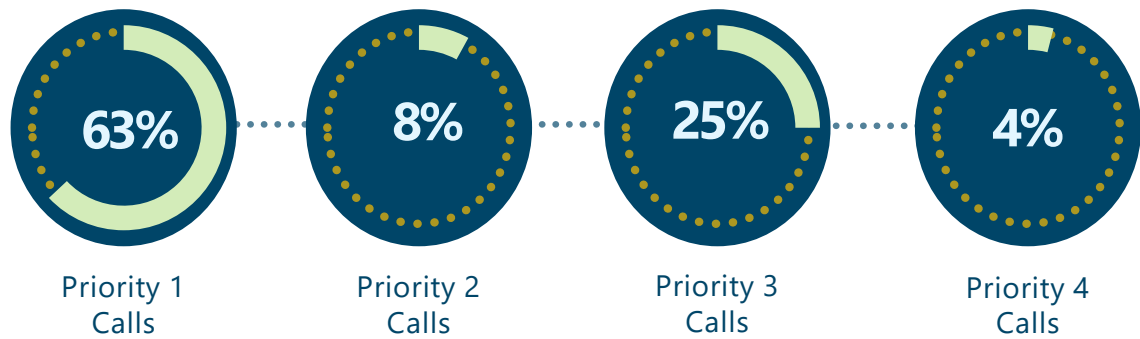 63%
8%
25%
4%
Priority 1
Calls
Priority 2
Calls
Priority 3
Calls
Priority 4
Calls